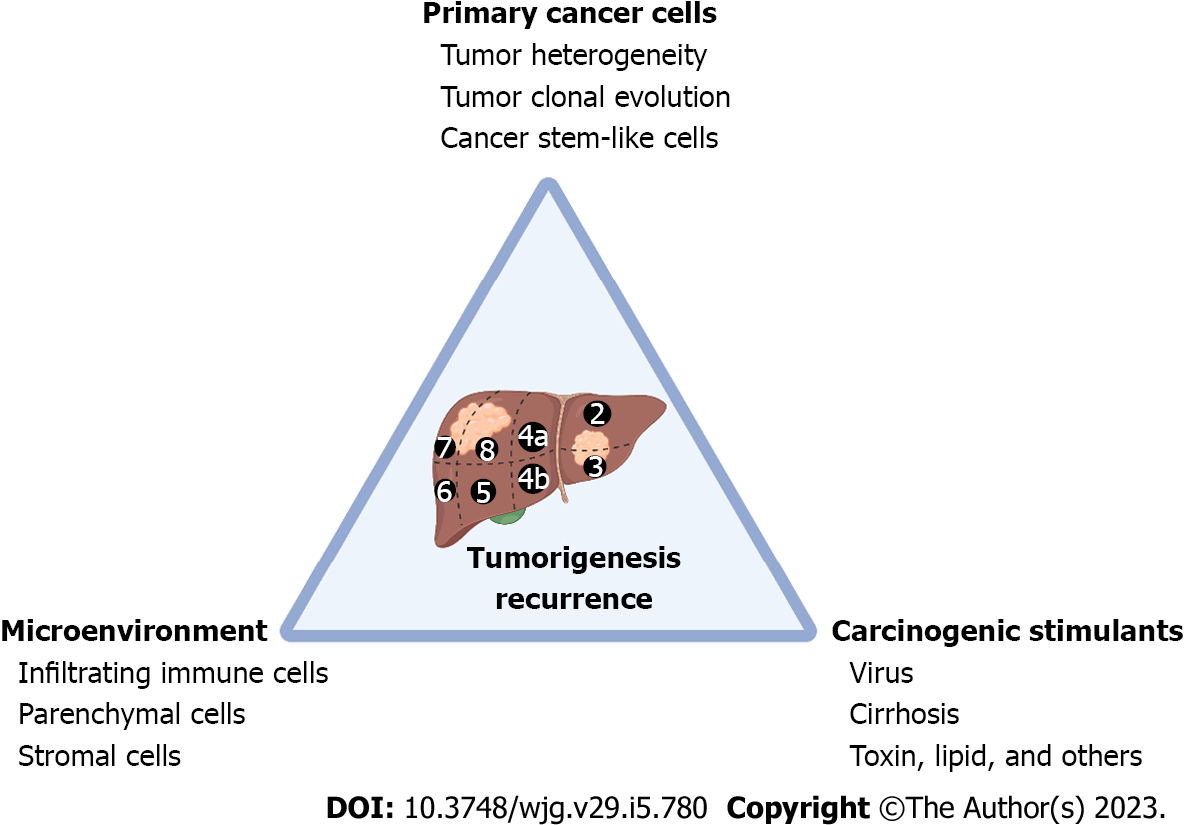 Primary cancer cells
Tumor heterogeneity
Tumor clonal evolution
Cancer stem-like cells
2
4a
7
8
3
4b
6
5
Tumorigenesis
recurrence
Microenvironment
Infiltrating immune cells
Parenchymal cells
Stromal cells
Carcinogenic stimulants
Virus
Cirrhosis
Toxin, lipid, and others
DOI: 10.3748/wjg.v29.i5.780 Copyright ©The Author(s) 2023.